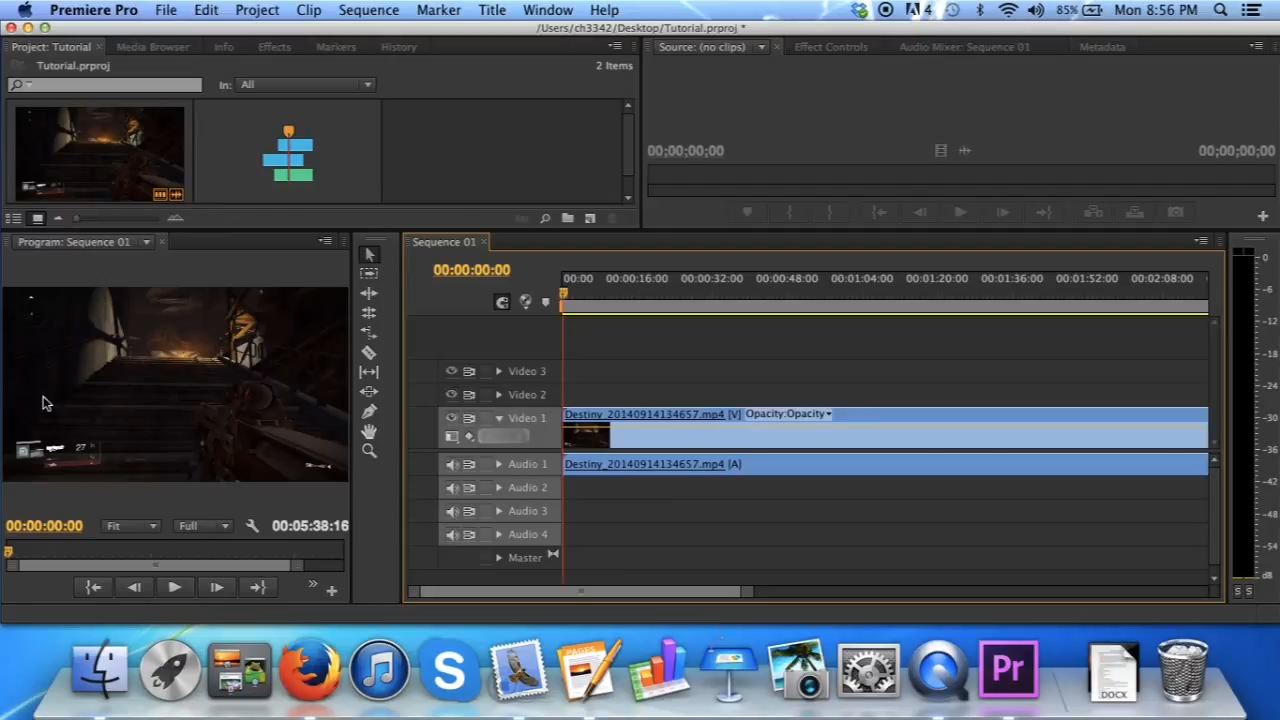 Premiere Pro File Edit Project Clip Sequence Marker Title Window Help 4 85% Mon 8:56 PM
/Users/ch3342/Desktop/Tutorial.prproj *
Project: Tutorial Media Browser Info Effects Markers History
Source: (no clips) Effect Controls Audio Mixer: Sequence 01 Metadata
Tutorial.prproj 2 Items
In: All
00;00;00;00 00;00;00;00
Program: Sequence 01
Sequence 01
00:00:00:00
00:00 00:00:16:00 00:00:32:00 00:00:48:00 00:01:04:00 00:01:20:00 00:01:36:00 00:01:52:00 00:02:08:00
Video 3
Video 2
Video 1 Destiny_20140914134657.mp4 [V] Opacity:Opacity
27
Audio 1 Destiny_20140914134657.mp4 [A]
Audio 2
Audio 3
Audio 4
Master
00:00:00:00 Fit Full 00:05:38:16
0
-6
-12
-18
-24
-30
-36
-42
-48
-54
dB
S S
PAGES
S
Pr
DOCX